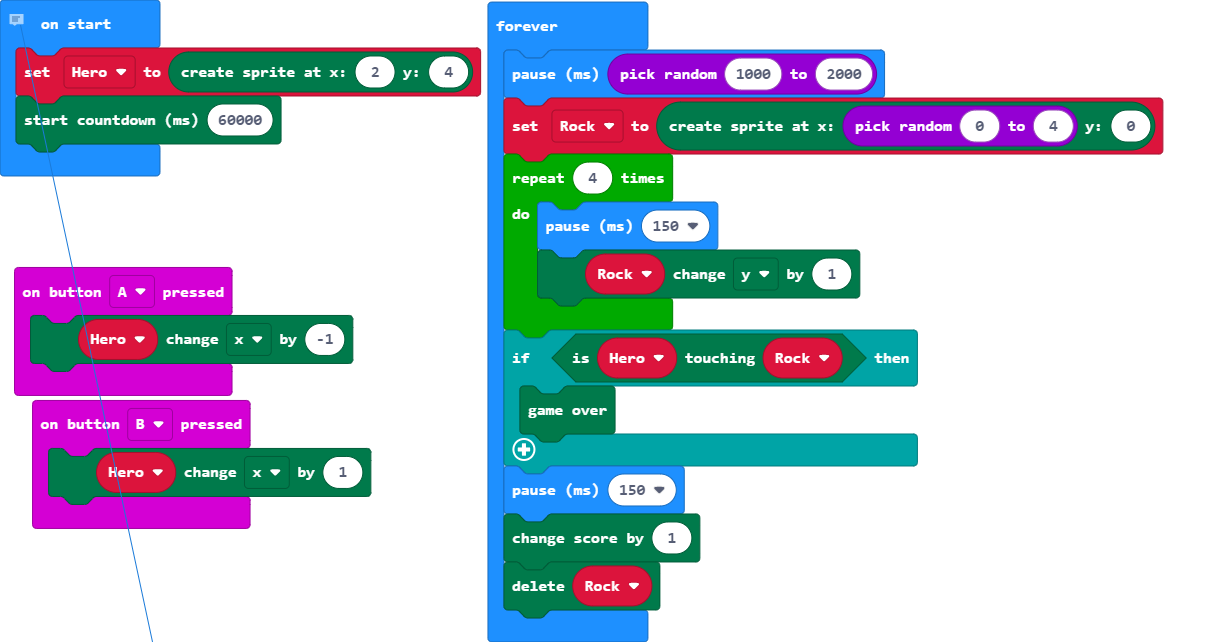 on start
set Hero to create sprite at x: 2 y: 4
start countdown (ms) 60000
on button A pressed
Hero change x by -1
on button B pressed
Hero change x by 1
forever
pause (ms) pick random 1000 to 2000
set Rock to create sprite at x: pick random 0 to 4 y: 0
repeat 4 times
do
pause (ms) 150
Rock change y by 1
if is Hero touching Rock then
game over
pause (ms) 150
change score by 1
delete Rock